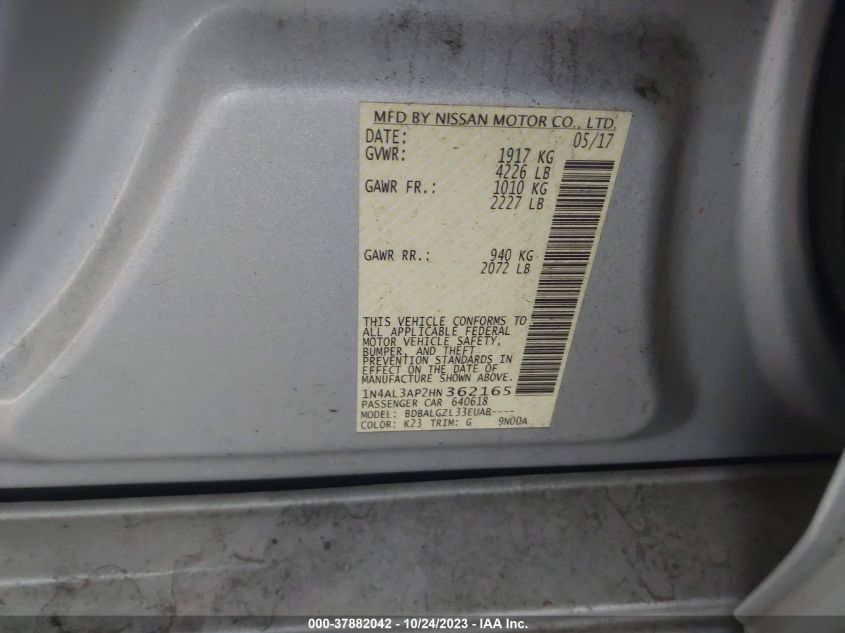 MFD BY NISSAN MOTOR CO., LTD.
DATE: 05/17
GVWR: 1917 KG
4226 LB
GAWR FR.: 1010 KG
2227 LB
GAWR RR.: 940 KG
2072 LB
THIS VEHICLE CONFORMS TO
ALL APPLICABLE FEDERAL
MOTOR VEHICLE SAFETY,
BUMPER, AND THEFT
PREVENTION STANDARDS IN
EFFECT ON THE DATE OF
MANUFACTURE SHOWN ABOVE.
1N4AL3AP2HN362165
PASSENGER CAR 640618
MODEL: BDBALGZL33EUAB----
COLOR: K23 TRIM: G 9N00A
000-37882042 - 10/24/2023 - IAA Inc.